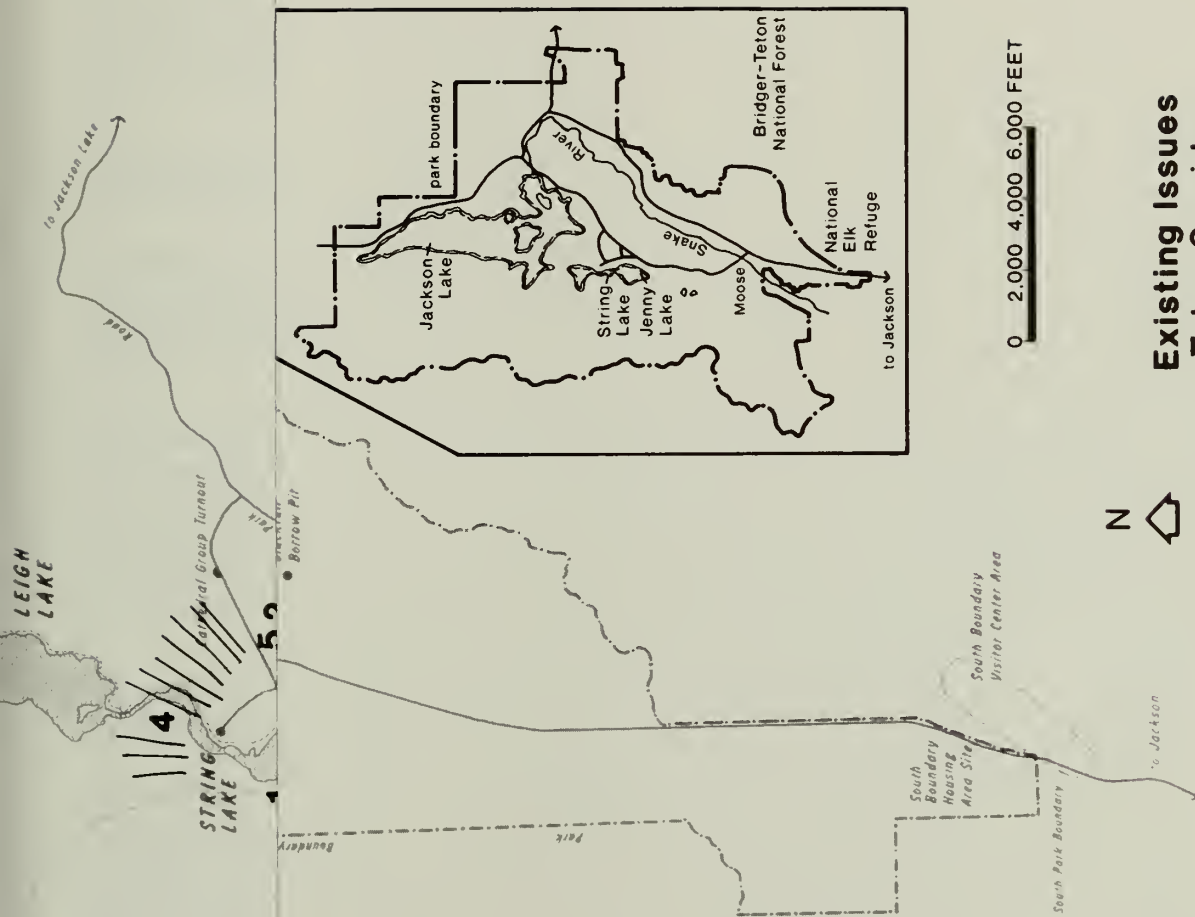 to Jackson Lake
Road
LEIGH
LAKE
Cathedral Group Turnout
4
STRING
LAKE
5
Park
Borrow Pit
park boundary
Jackson
Lake
String
Lake
Jenny
Lake
River
Snake
Moose
Bridger-Teton
National Forest
National
Elk
Refuge
to Jackson
Boundary
Park
South Boundary
Visitor Center Area
South
Boundary
Housing
Area Site
South Park Boundary
to Jackson
N
0 2,000 4,000 6,000 FEET
Existing Issues